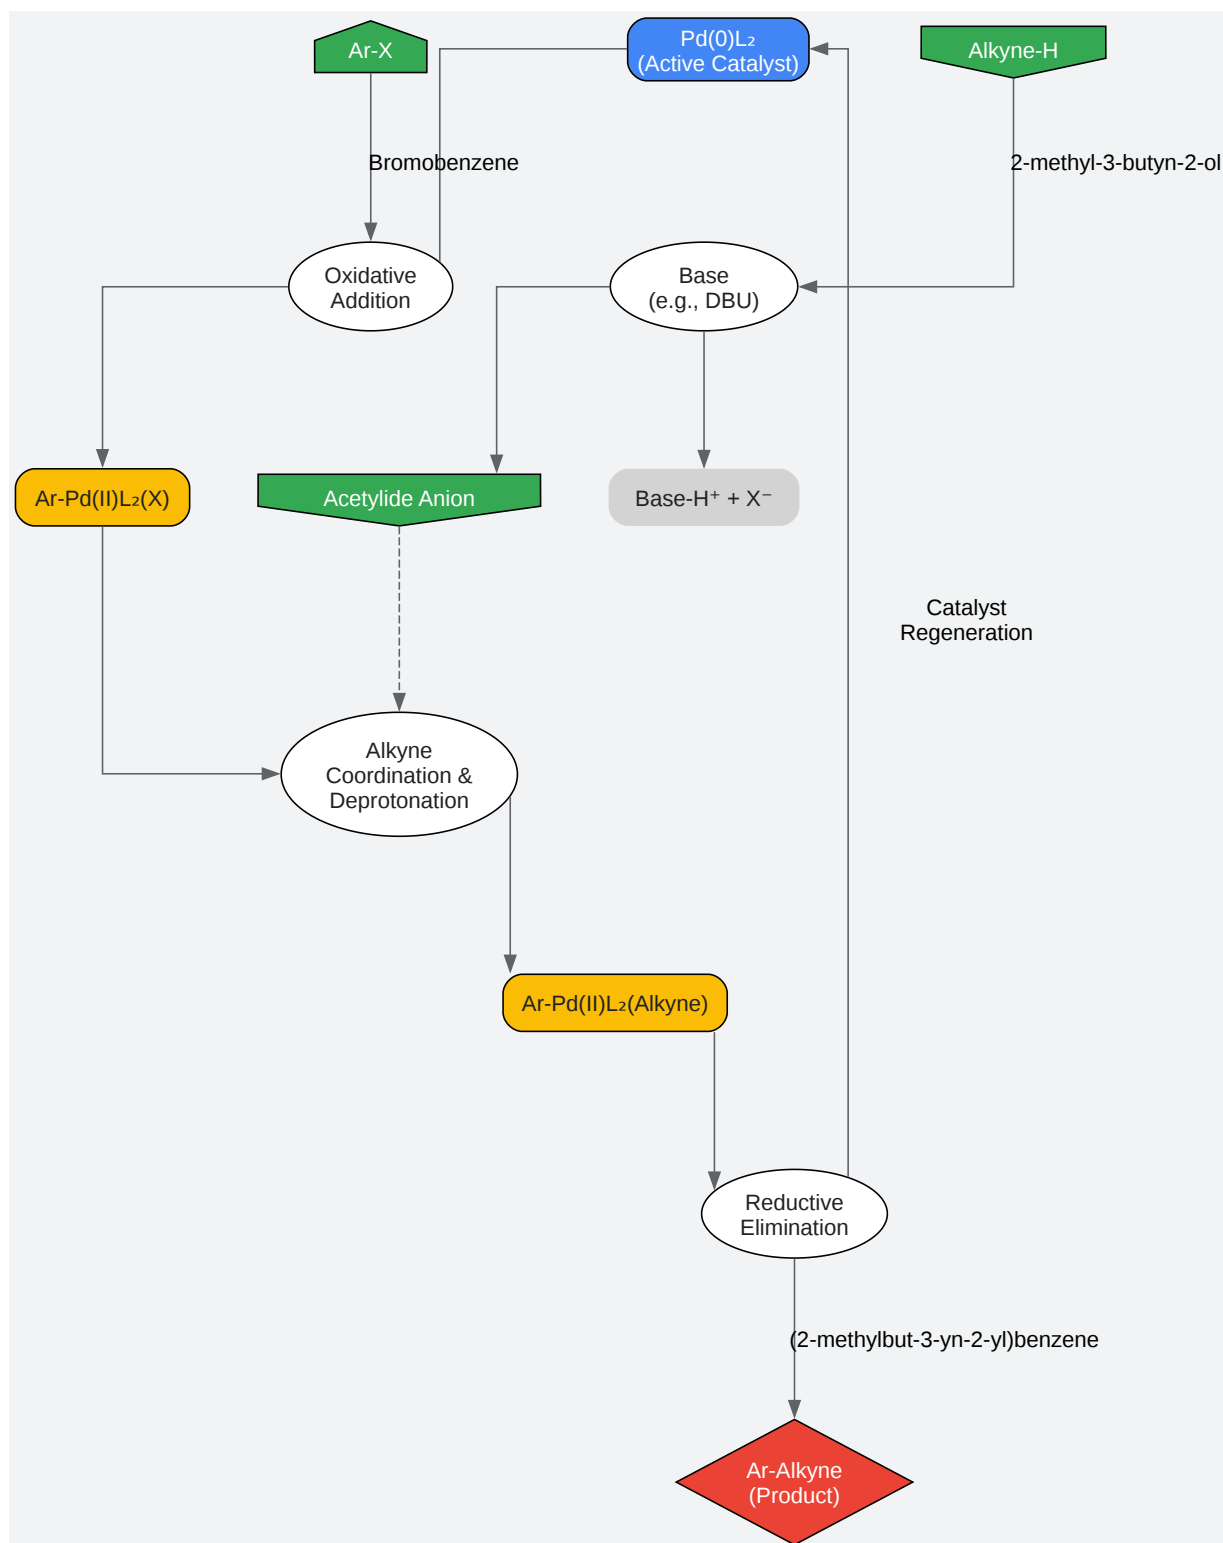 Ar-X
Pd(0)L₂
(Active Catalyst)
Alkyne-H
Bromobenzene
2-methyl-3-butyn-2-ol
Oxidative
Addition
Base
(e.g., DBU)
Ar-Pd(II)L₂(X)
Acetylide Anion
Base-H⁺ + X⁻
Catalyst
Regeneration
Alkyne
Coordination &
Deprotonation
Ar-Pd(II)L₂(Alkyne)
Reductive
Elimination
(2-methylbut-3-yn-2-yl)benzene
Ar-Alkyne
(Product)